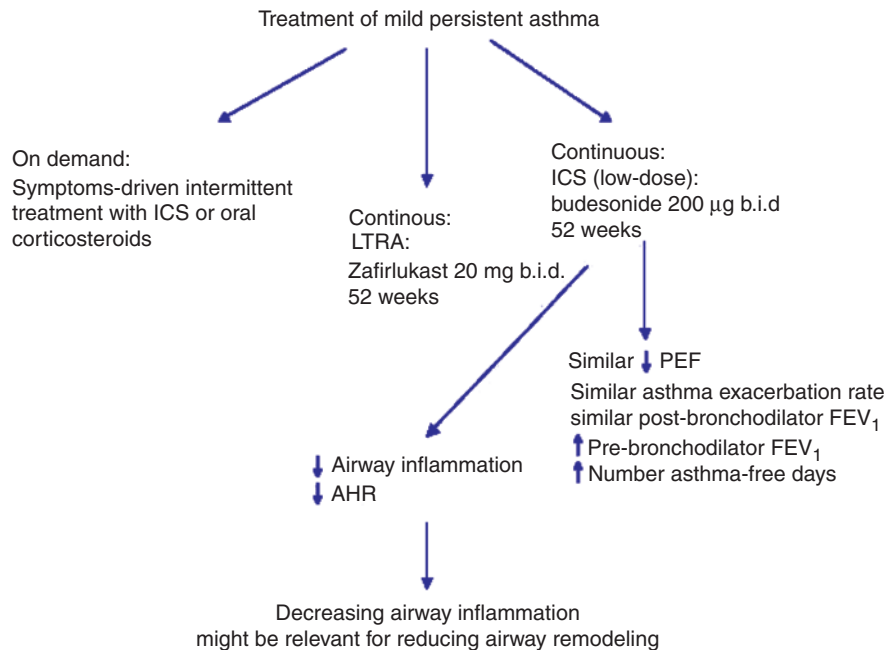 Treatment of mild persistent asthma
On demand:
Symptoms-driven intermittent
treatment with ICS or oral
corticosteroids
Continous:
LTRA:
Zafirlukast 20 mg b.i.d.
52 weeks
Continuous:
ICS (low-dose):
budesonide 200 μg b.i.d
52 weeks
Similar ↓ PEF
Similar asthma exacerbation rate
similar post-bronchodilator FEV₁
↑ Pre-bronchodilator FEV₁
↑ Number asthma-free days
↓ Airway inflammation
↓ AHR
Decreasing airway inflammation
might be relevant for reducing airway remodeling